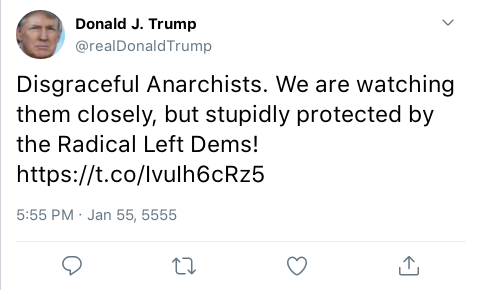 Donald J. Trump
@realDonaldTrump
Disgraceful Anarchists. We are watching
them closely, but stupidly protected by
the Radical Left Dems!
https://t.co/Ivulh6cRz5
5:55 PM · Jan 55, 5555